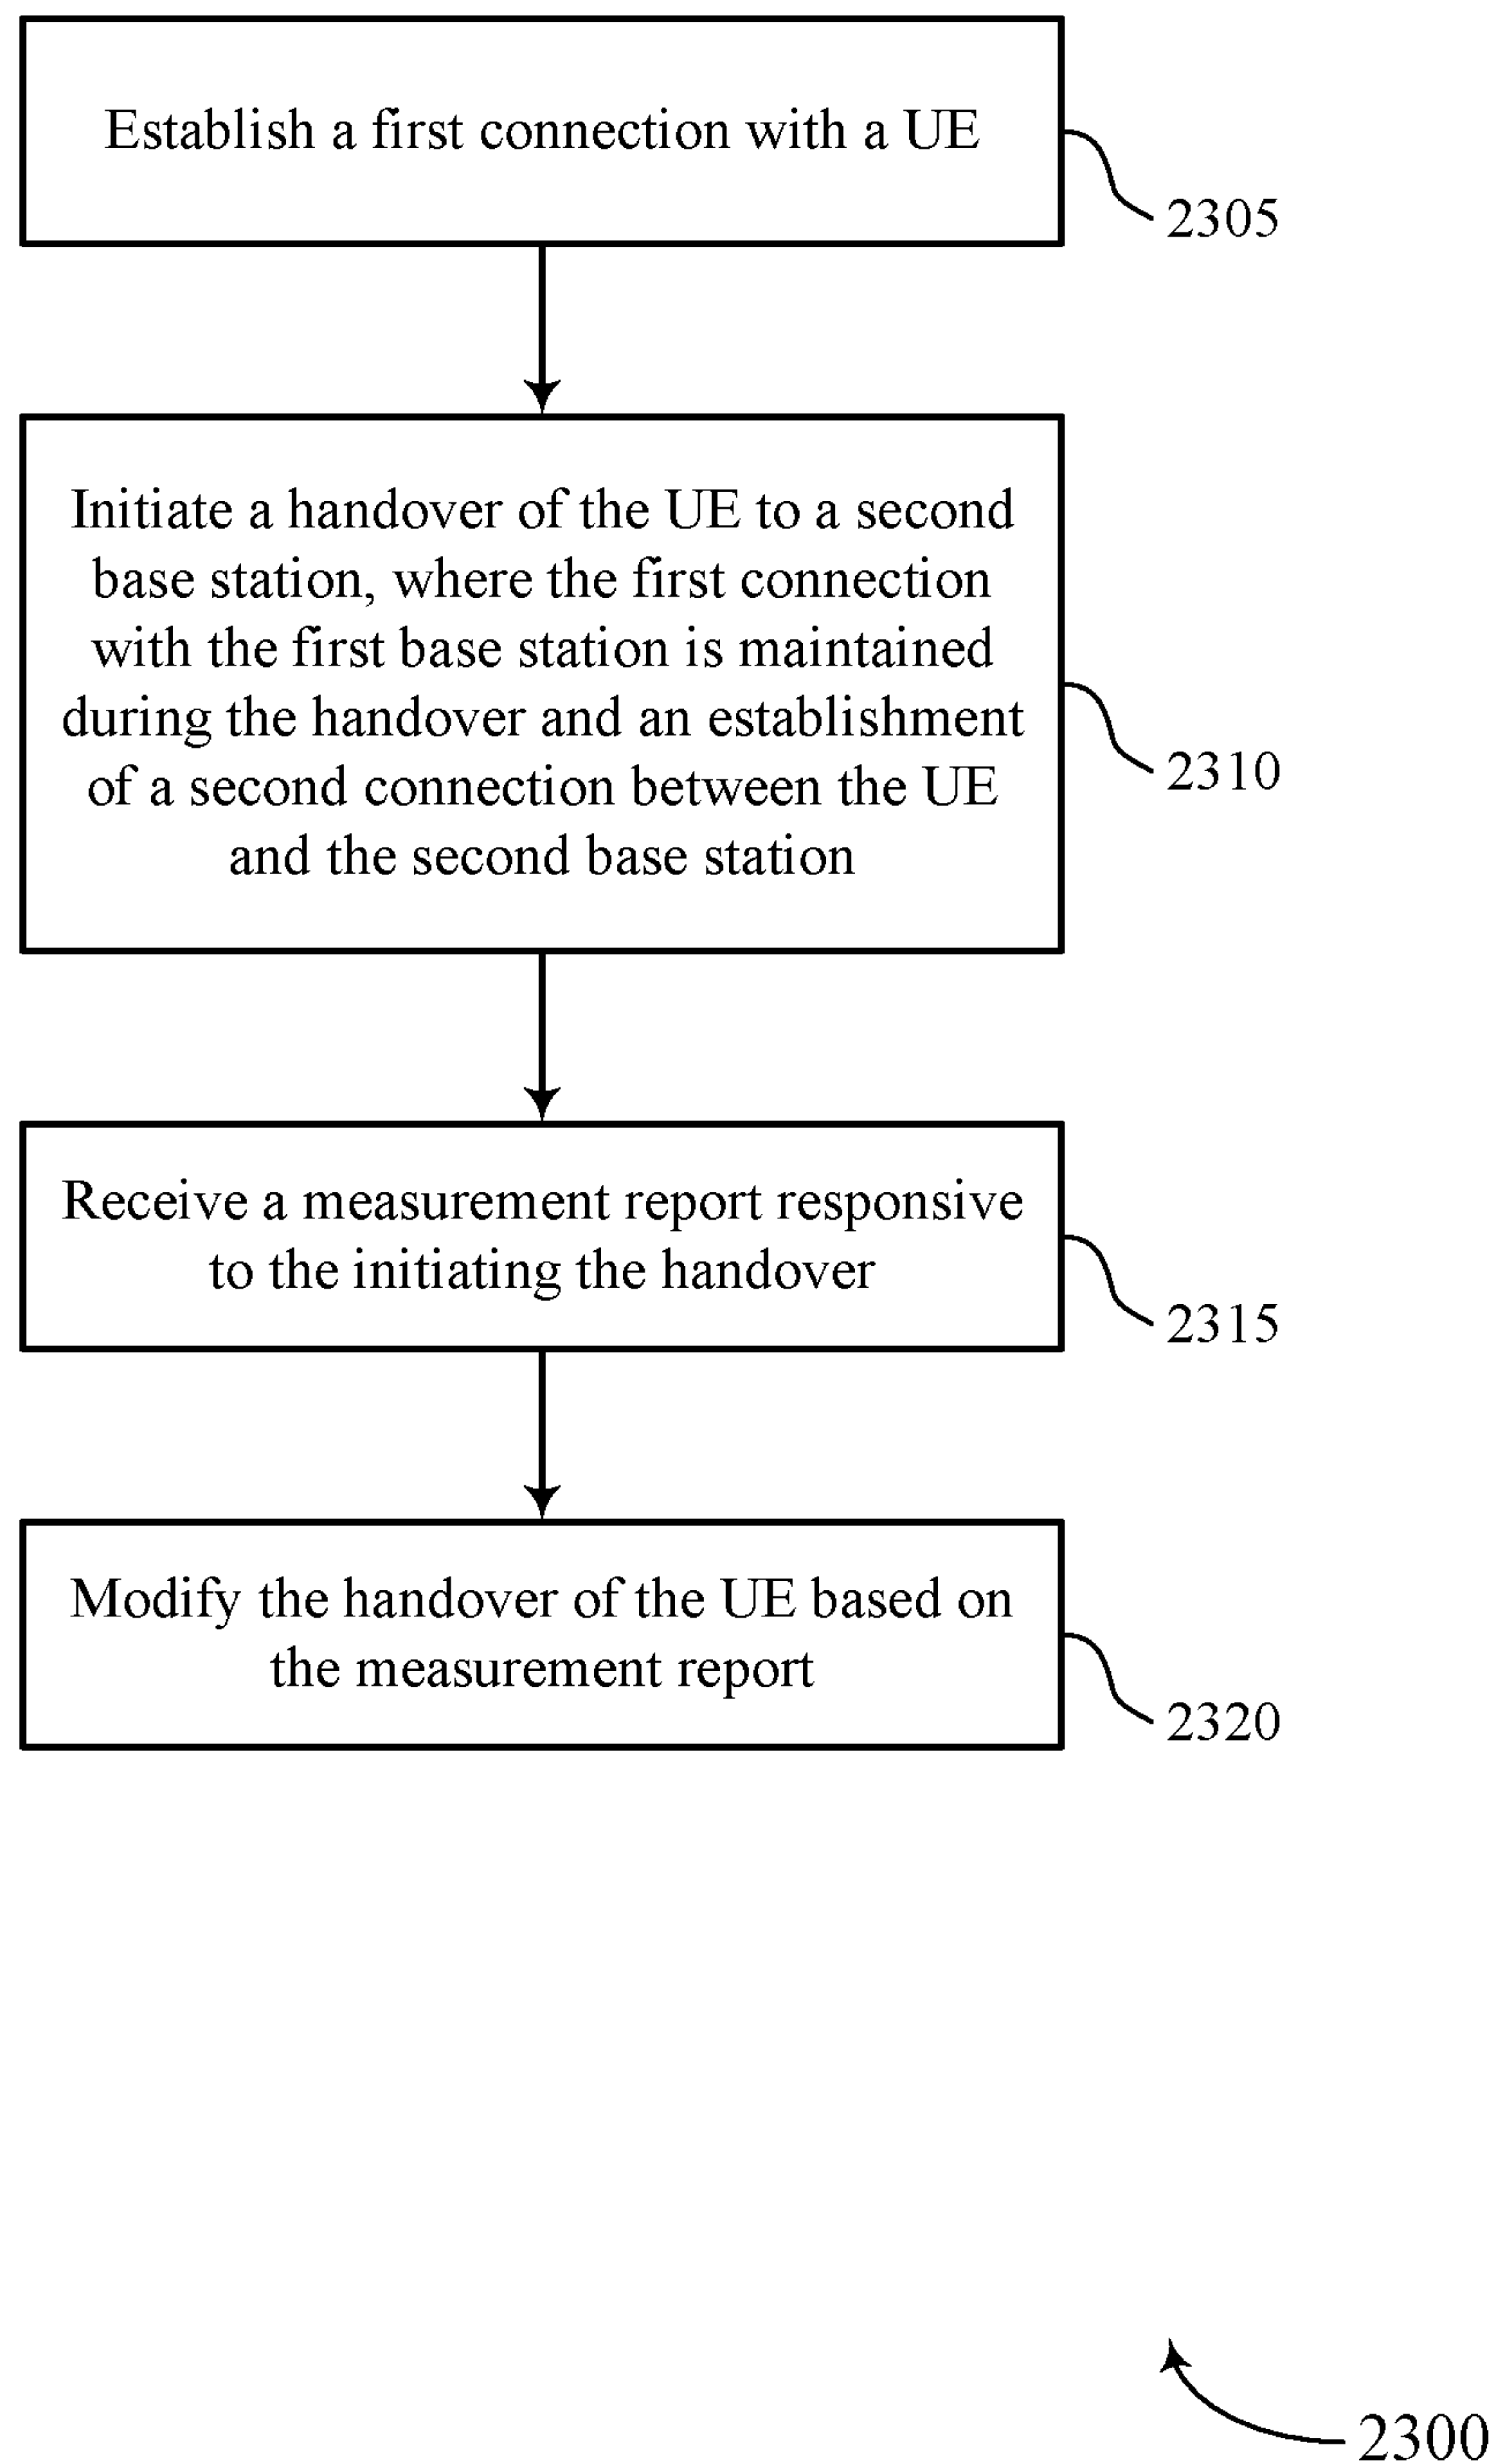 Establish a first connection with a UE
2305
Initiate a handover of the UE to a second
base station, where the first connection
with the first base station is maintained
during the handover and an establishment
of a second connection between the UE
and the second base station
2310
Receive a measurement report responsive
to the initiating the handover
2315
Modify the handover of the UE based on
the measurement report
2320
2300